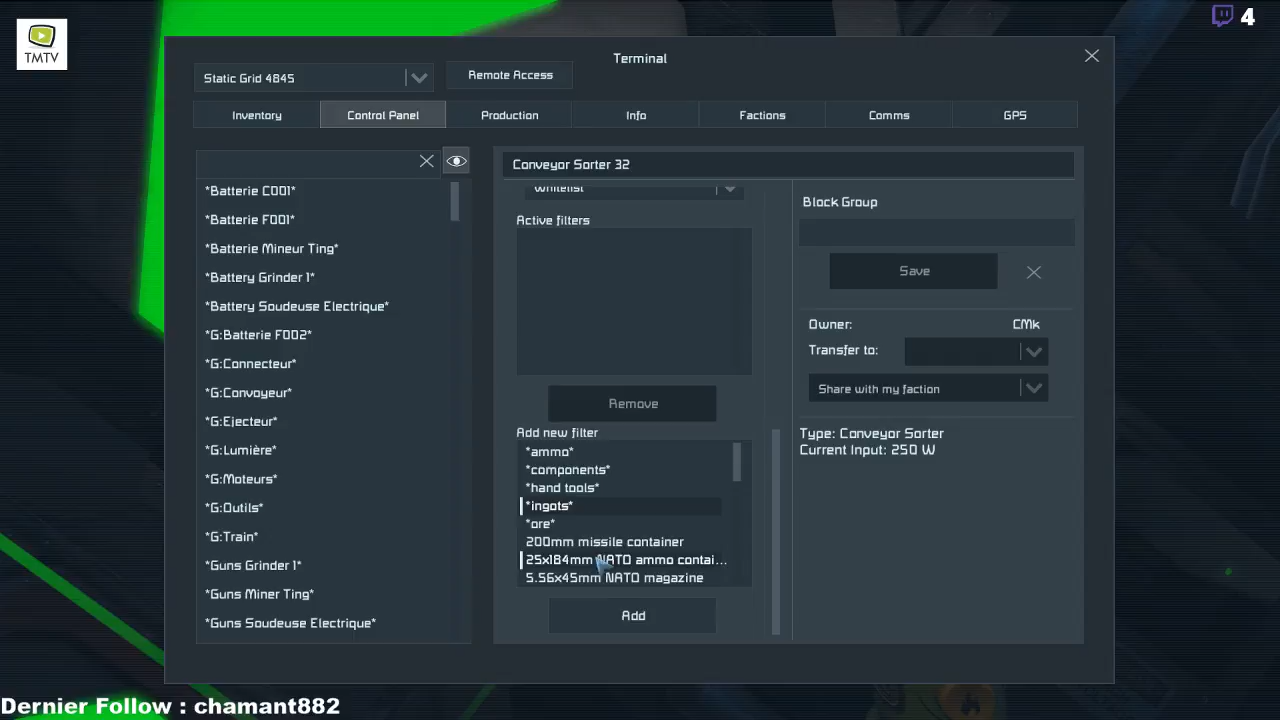 TMTV
4
Terminal
Static Grid 4845
Remote Access
Inventory
Control Panel
Production
Info
Factions
Comms
GPS
*Batterie C001*
*Batterie F001*
*Batterie Mineur Ting*
*Battery Grinder 1*
*Battery Soudeuse Electrique*
*G:Batterie F002*
*G:Connecteur*
*G:Convoyeur*
*G:Ejecteur*
*G:Lumière*
*G:Moteurs*
*G:Outils*
*G:Train*
*Guns Grinder 1*
*Guns Miner Ting*
*Guns Soudeuse Electrique*
Conveyor Sorter 32
Whitelist
Active filters
Remove
Add new filter
*ammo*
*components*
*hand tools*
*ingots*
*ore*
200mm missile container
25x184mm NATO ammo contai...
5.56x45mm NATO magazine
Add
Block Group
Save
Owner: CMk
Transfer to:
Share with my faction
Type: Conveyor Sorter
Current Input: 250 W
Dernier Follow : chamant882